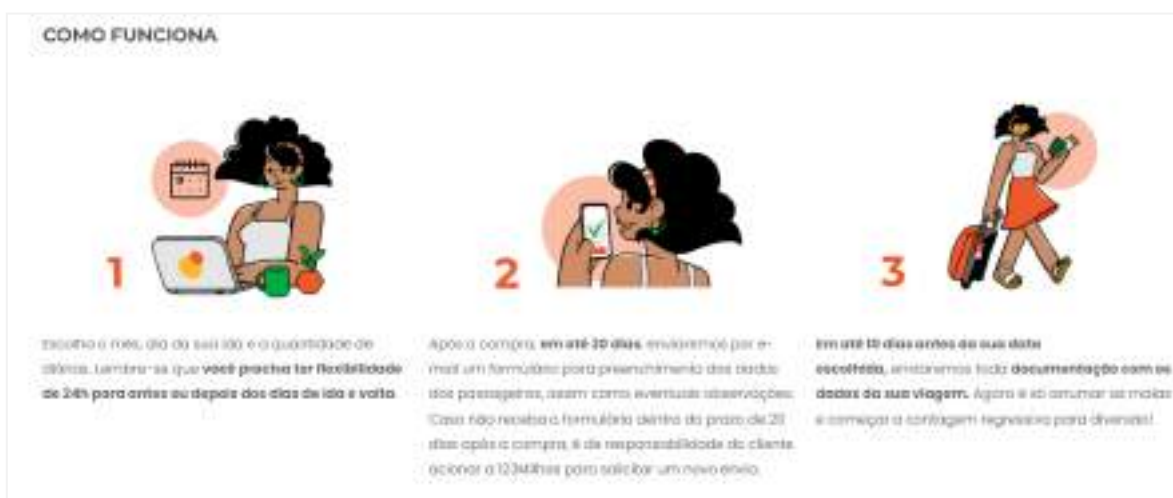 COMO FUNCIONA
1
2
3
Escolha o mês, dia da sua ida e a quantidade de
diárias. Lembre-se que você precisa ter flexibilidade
de 24h para antes ou depois dos dias de ida e volta.
Após a compra, em até 20 dias, enviaremos por e-
mail um formulário para preenchimento dos dados
dos passageiros, assim como eventuais observações.
Caso não receba o formulário dentro do prazo de 20
dias após a compra, é de responsabilidade do cliente
acionar a 123Milhas para solicitar um novo envio.
Em até 10 dias antes da sua data
escolhida, enviaremos toda documentação com os
dados da sua viagem. Agora é só arrumar as malas
e começar a contagem regressiva para diversão!